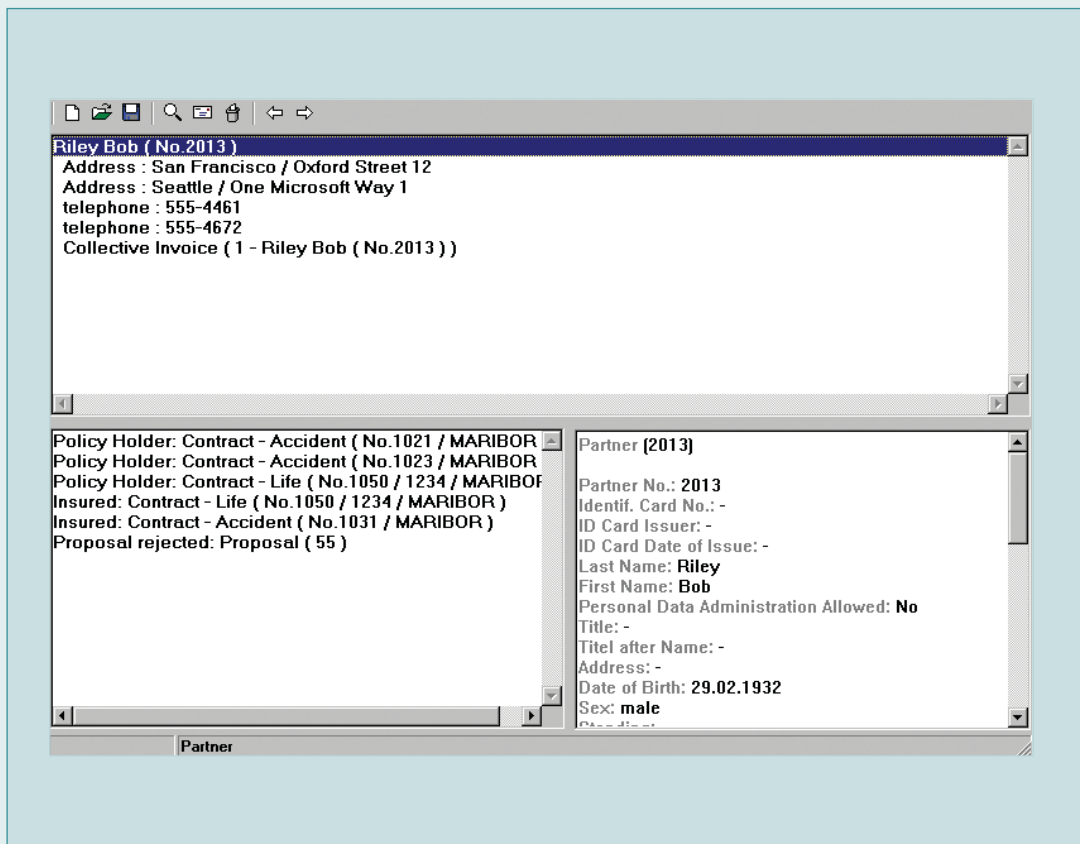 Riley Bob ( No.2013 )
Address : San Francisco / Oxford Street 12
Address : Seattle / One Microsoft Way 1
telephone : 555-4461
telephone : 555-4672
Collective Invoice ( 1 - Riley Bob ( No.2013 ) )
Policy Holder: Contract - Accident ( No.1021 / MARIBOR
Policy Holder: Contract - Accident ( No.1023 / MARIBOR
Policy Holder: Contract - Life ( No.1050 / 1234 / MARIBOR
Insured: Contract - Life ( No.1050 / 1234 / MARIBOR )
Insured: Contract - Accident ( No.1031 / MARIBOR )
Proposal rejected: Proposal ( 55 )
Partner (2013)
Partner No.: 2013
Identif. Card No.: -
ID Card Issuer: -
ID Card Date of Issue: -
Last Name: Riley
First Name: Bob
Personal Data Administration Allowed: No
Title: -
Titel after Name: -
Address: -
Date of Birth: 29.02.1932
Sex: male
Partner